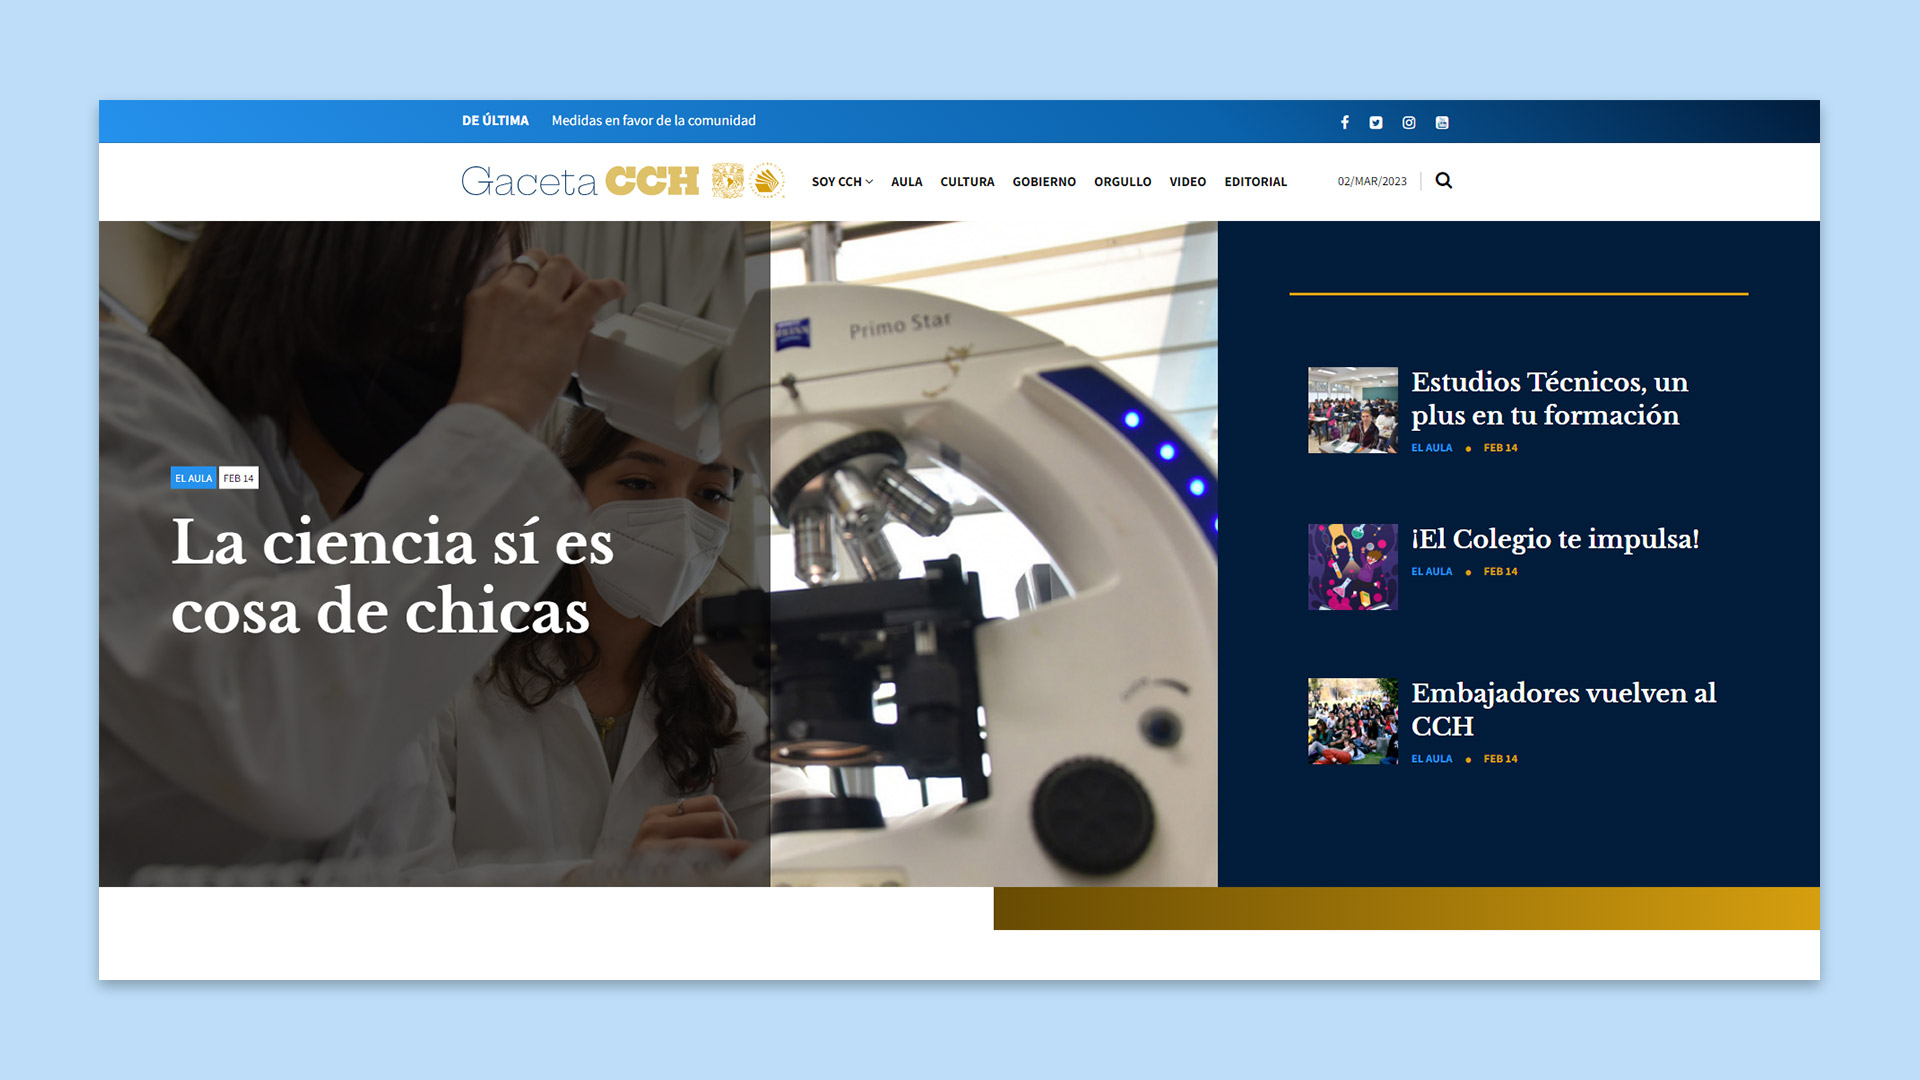 DE ÚLTIMA Medidas en favor de la comunidad
Gaceta CCH SOY CCH AULA CULTURA GOBIERNO ORGULLO VIDEO EDITORIAL 02/MAR/2023
Primo Star
EL AULA FEB 14
La ciencia sí es
cosa de chicas
Estudios Técnicos, un
plus en tu formación
EL AULA • FEB 14
¡El Colegio te impulsa!
EL AULA • FEB 14
Embajadores vuelven al
CCH
EL AULA • FEB 14